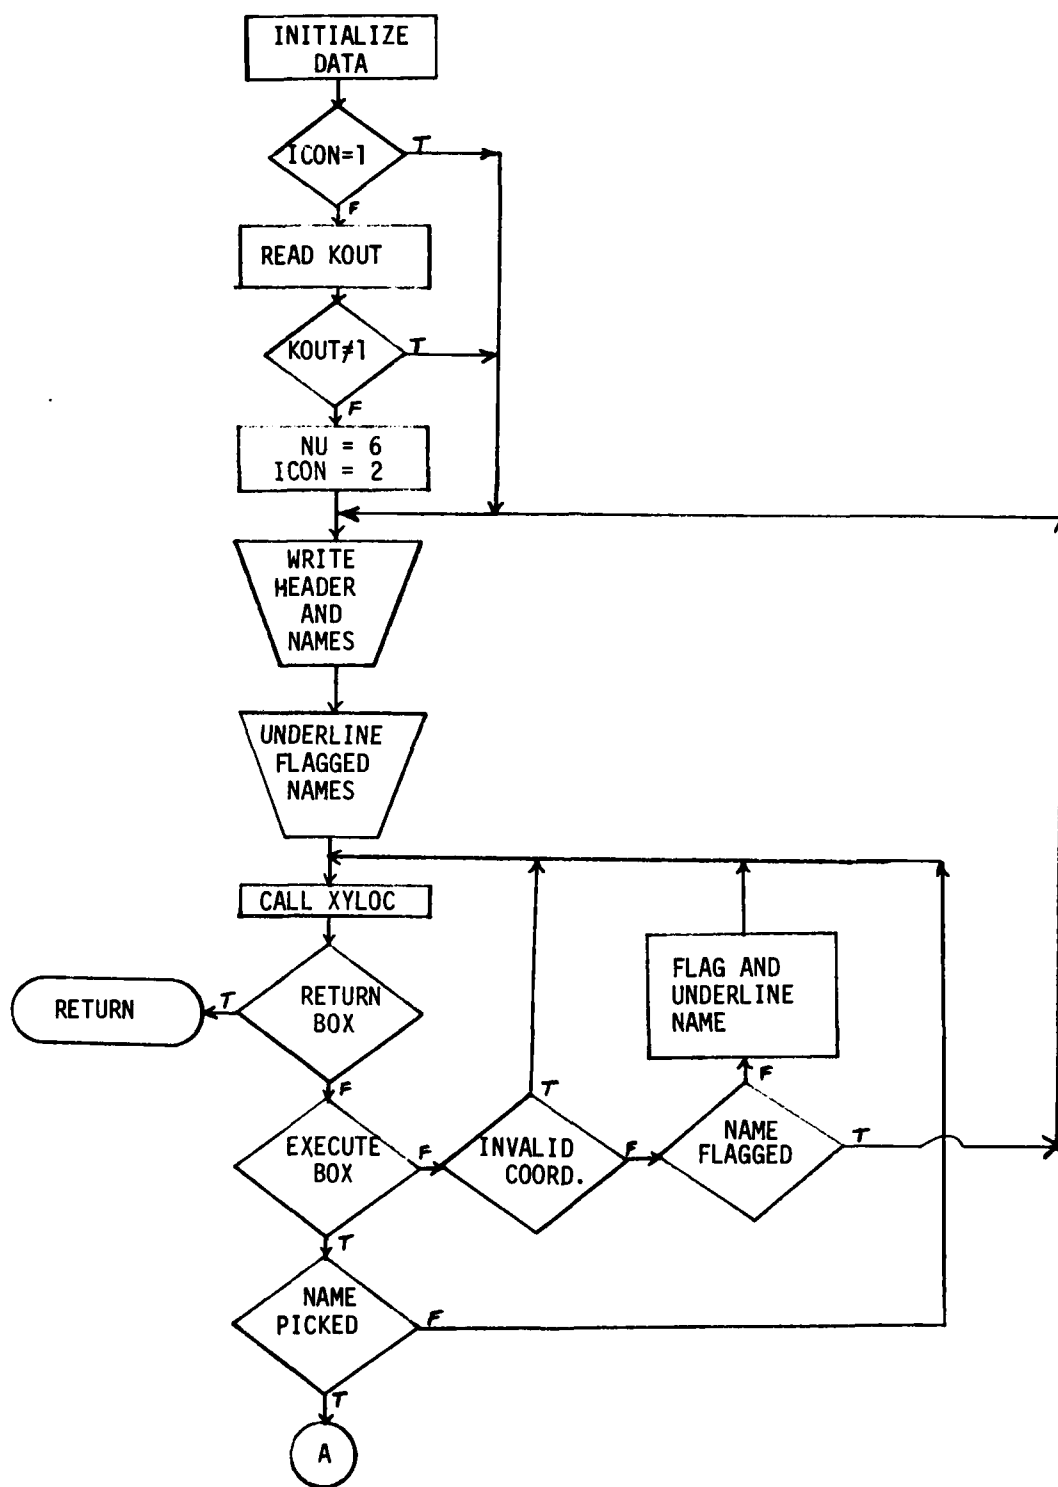 INITIALIZE
DATA
ICON=1
T
F
READ KOUT
KOUT≠1
T
F
NU = 6
ICON = 2
WRITE
HEADER
AND
NAMES
UNDERLINE
FLAGGED
NAMES
CALL XYLOC
RETURN
BOX
T
RETURN
F
FLAG AND
UNDERLINE
NAME
EXECUTE
BOX
F
INVALID
COORD.
T
F
NAME
FLAGGED
F
T
T
NAME
PICKED
F
T
A